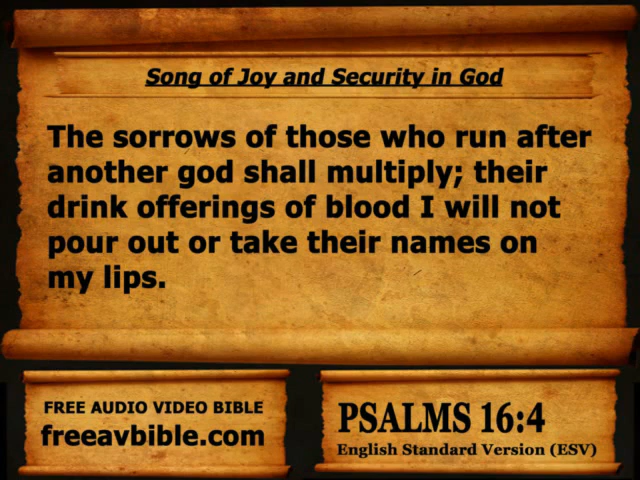 Song of Joy and Security in God
The sorrows of those who run after
another god shall multiply; their
drink offerings of blood I will not
pour out or take their names on
my lips.
FREE AUDIO VIDEO BIBLE
freeavbible.com
PSALMS 16:4
English Standard Version (ESV)